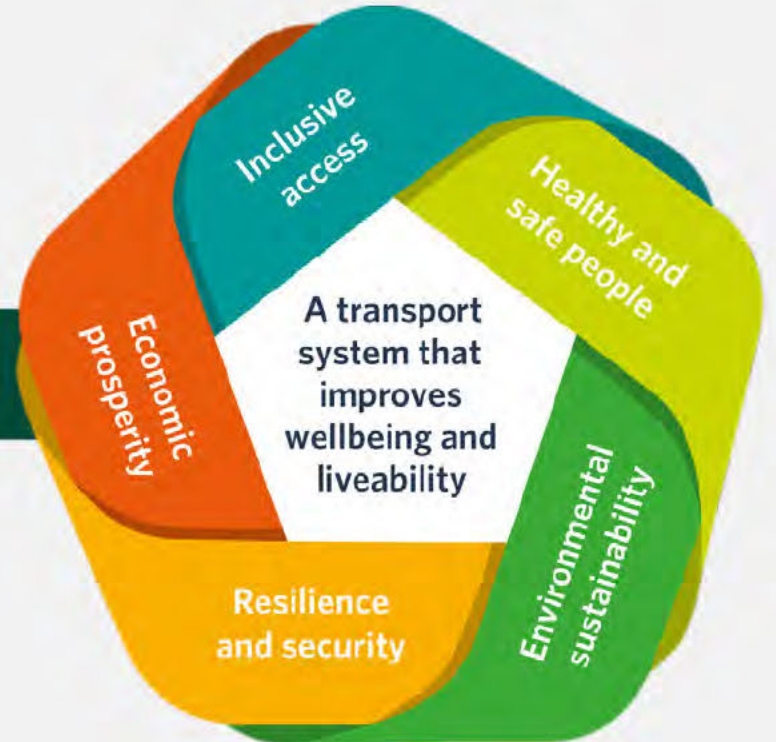 Inclusive
access
Healthy and
safe people
A transport
system that
improves
wellbeing and
liveability
Economic
prosperity
Environmental
sustainability
Resilience
and security